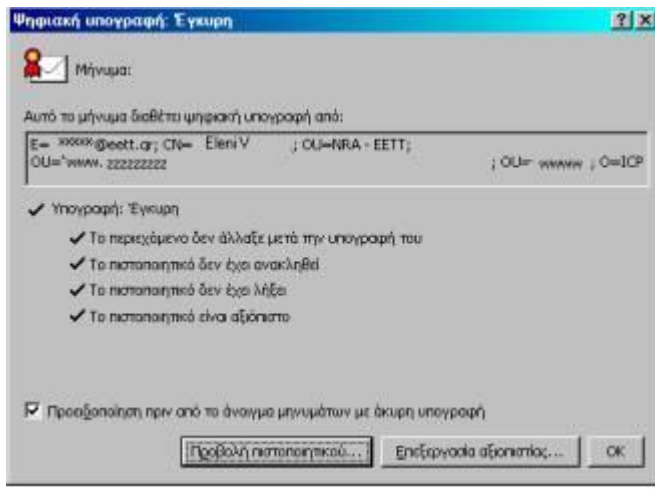 Ψηφιακή υπογραφή: Έγκυρη
Μήνυμα:
Αυτό το μήνυμα διαθέτει ψηφιακή υπογραφή από:
E= xxxxx@eett.gr; CN= Eleni V ; OU=NRA - EETT;
OU="www. zzzzzzzzz ; OU= wwwww ; O=ICP
Υπογραφή: Έγκυρη
Το περιεχόμενο δεν άλλαξε μετά την υπογραφή του
Το πιστοποιητικό δεν έχει ανακληθεί
Το πιστοποιητικό δεν έχει λήξει
Το πιστοποιητικό είναι αξιόπιστο
Προειδοποίηση πριν από το άνοιγμα μηνυμάτων με άκυρη υπογραφή
Προβολή πιστοποιητικού... Επεξεργασία αξιοπιστίας... OK